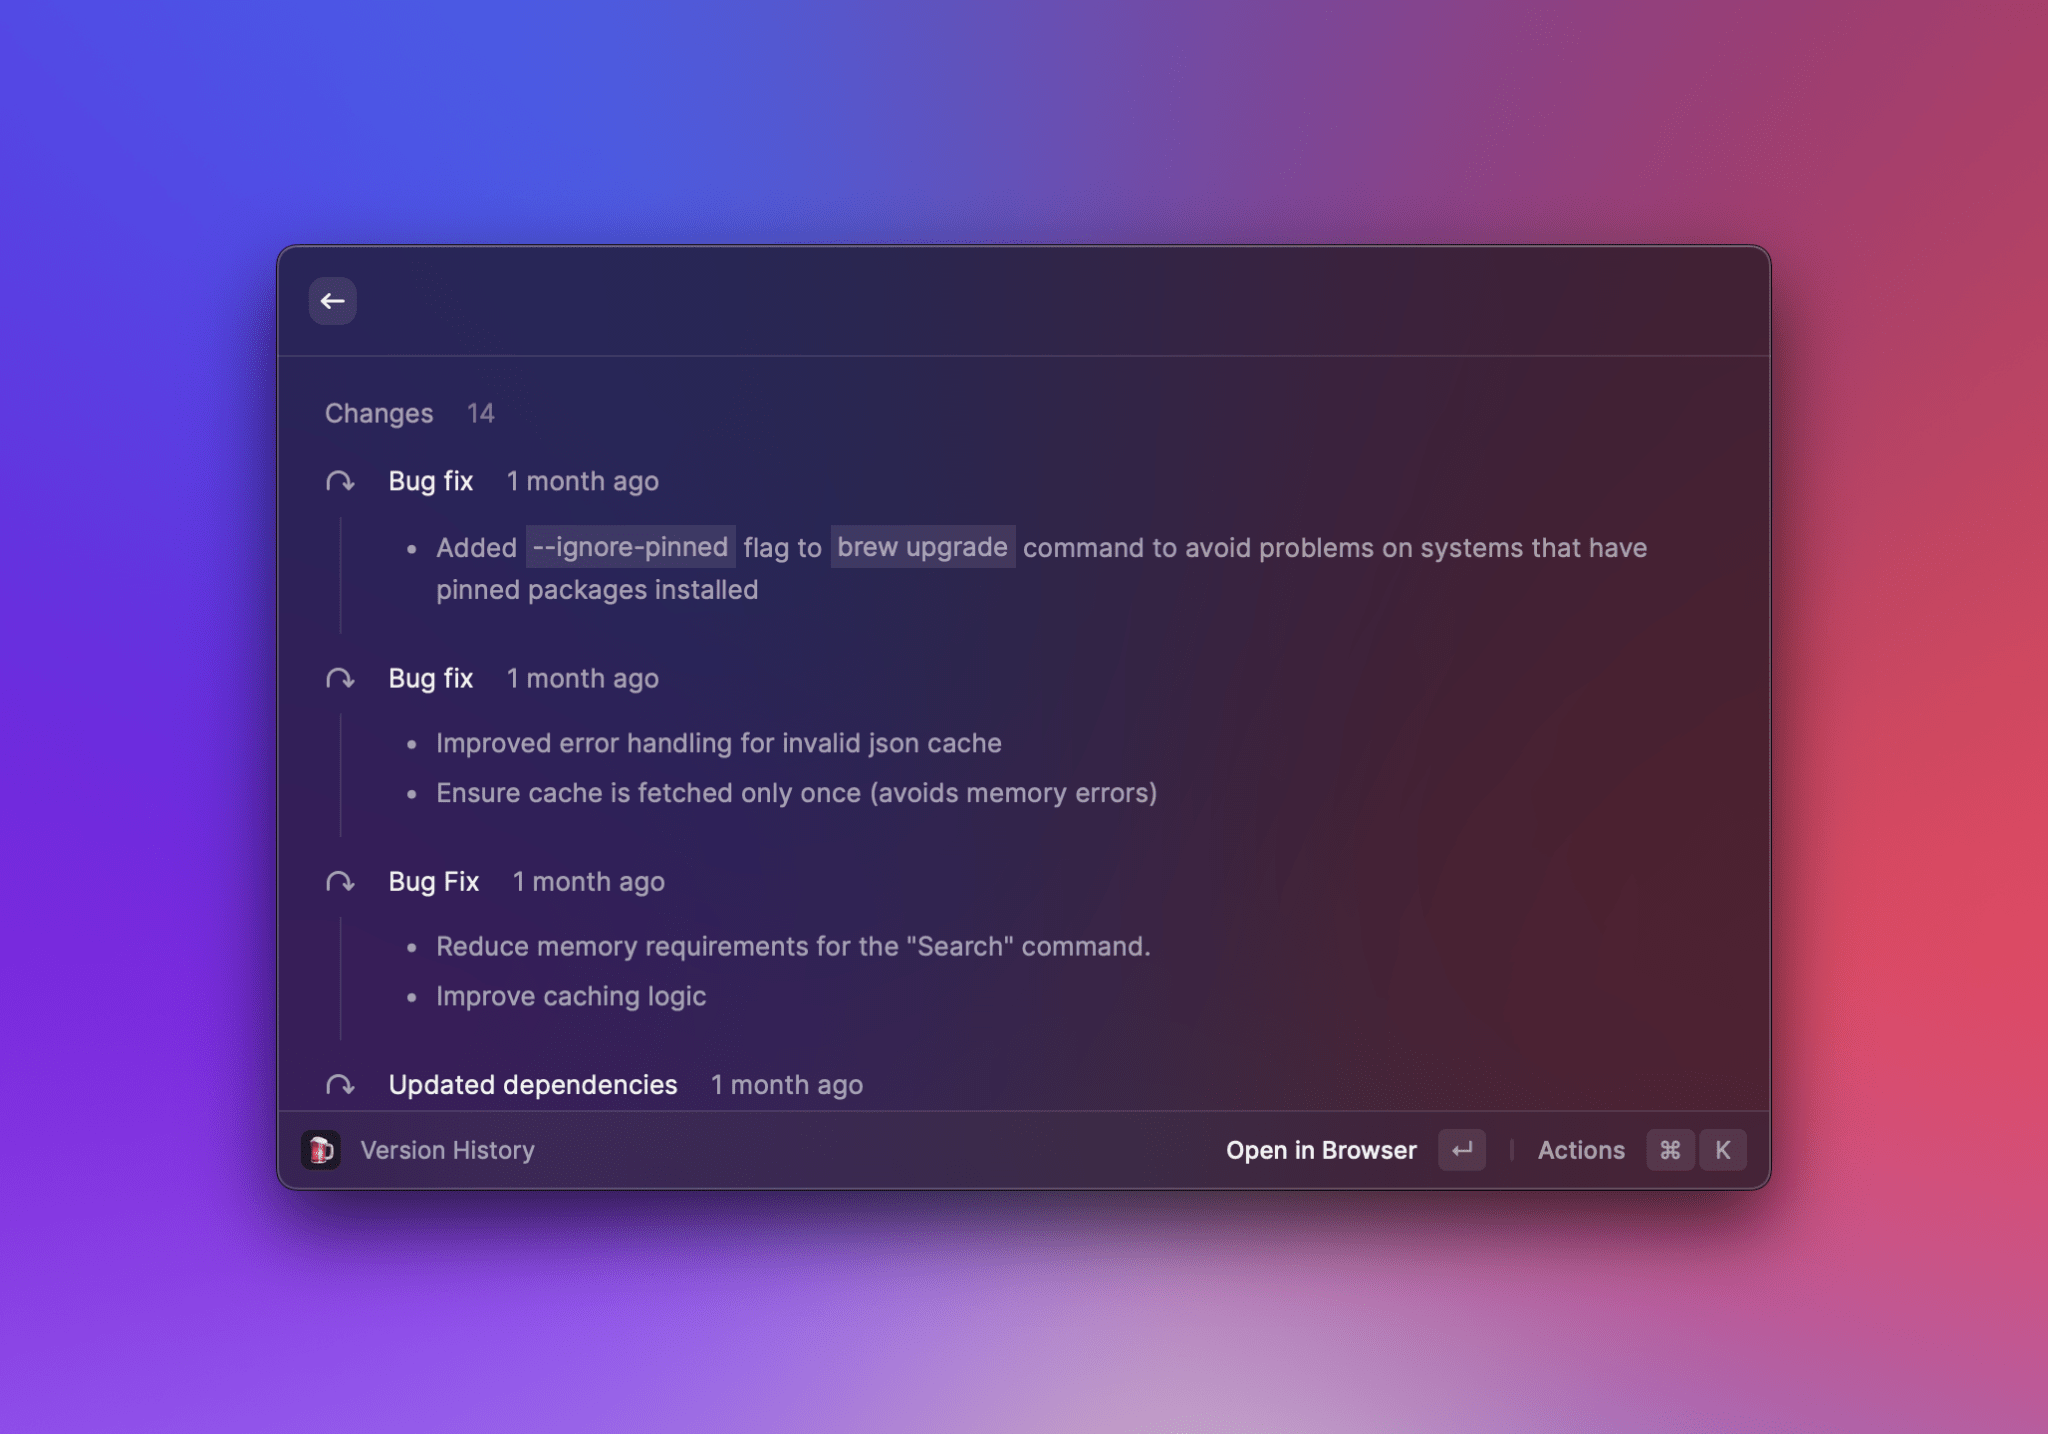 Changes 14
Bug fix 1 month ago
• Added --ignore-pinned flag to brew upgrade command to avoid problems on systems that have
pinned packages installed
Bug fix 1 month ago
• Improved error handling for invalid json cache
• Ensure cache is fetched only once (avoids memory errors)
Bug Fix 1 month ago
• Reduce memory requirements for the "Search" command.
• Improve caching logic
Updated dependencies 1 month ago
Version History Open in Browser ↵ Actions ⌘ K